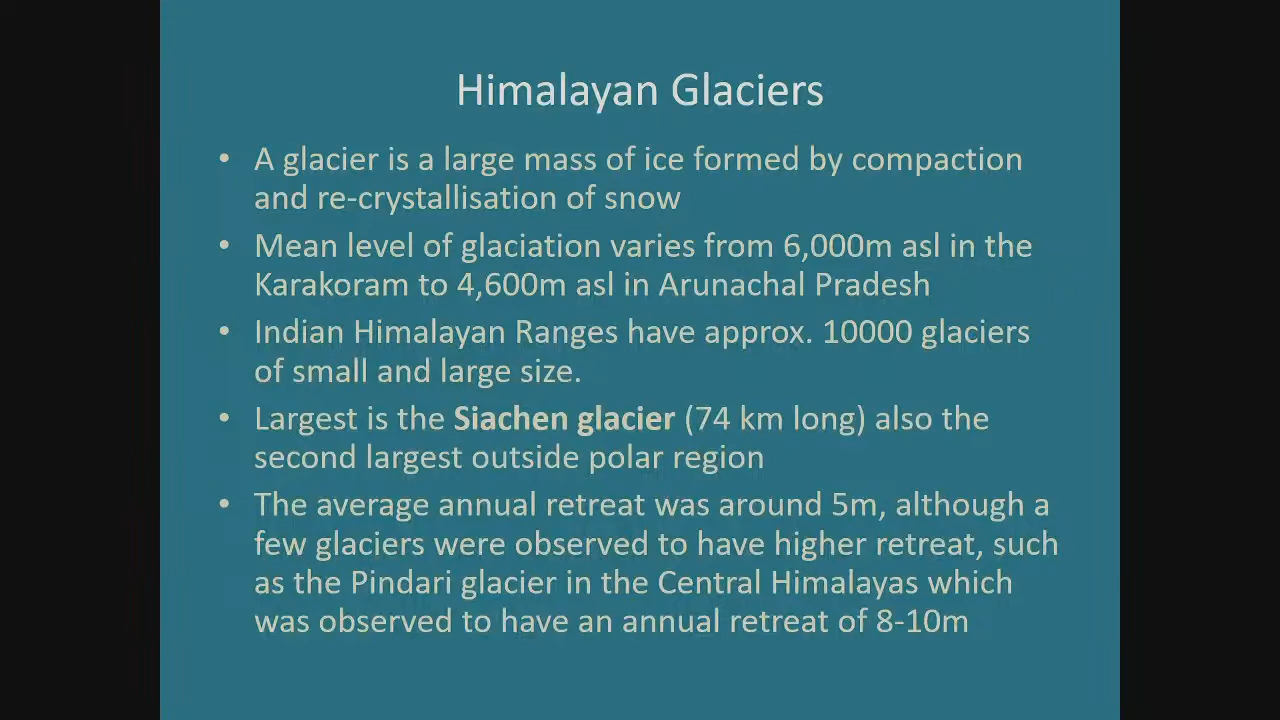 Himalayan Glaciers
• A glacier is a large mass of ice formed by compaction
and re-crystallisation of snow
• Mean level of glaciation varies from 6,000m asl in the
Karakoram to 4,600m asl in Arunachal Pradesh
• Indian Himalayan Ranges have approx. 10000 glaciers
of small and large size.
• Largest is the Siachen glacier (74 km long) also the
second largest outside polar region
• The average annual retreat was around 5m, although a
few glaciers were observed to have higher retreat, such
as the Pindari glacier in the Central Himalayas which
was observed to have an annual retreat of 8-10m